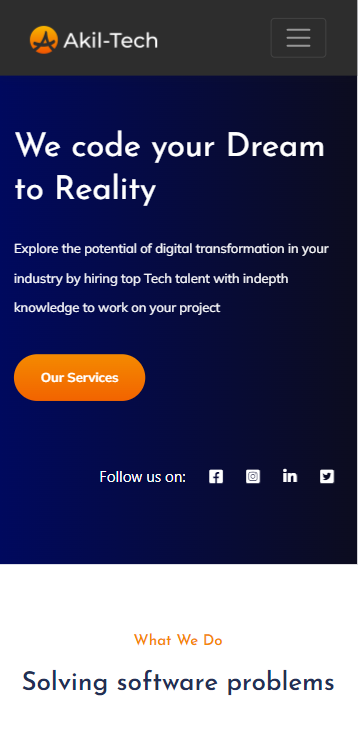 Akil-Tech
We code your Dream
to Reality
Explore the potential of digital transformation in your
industry by hiring top Tech talent with indepth
knowledge to work on your project
Our Services
Follow us on:
What We Do
Solving software problems